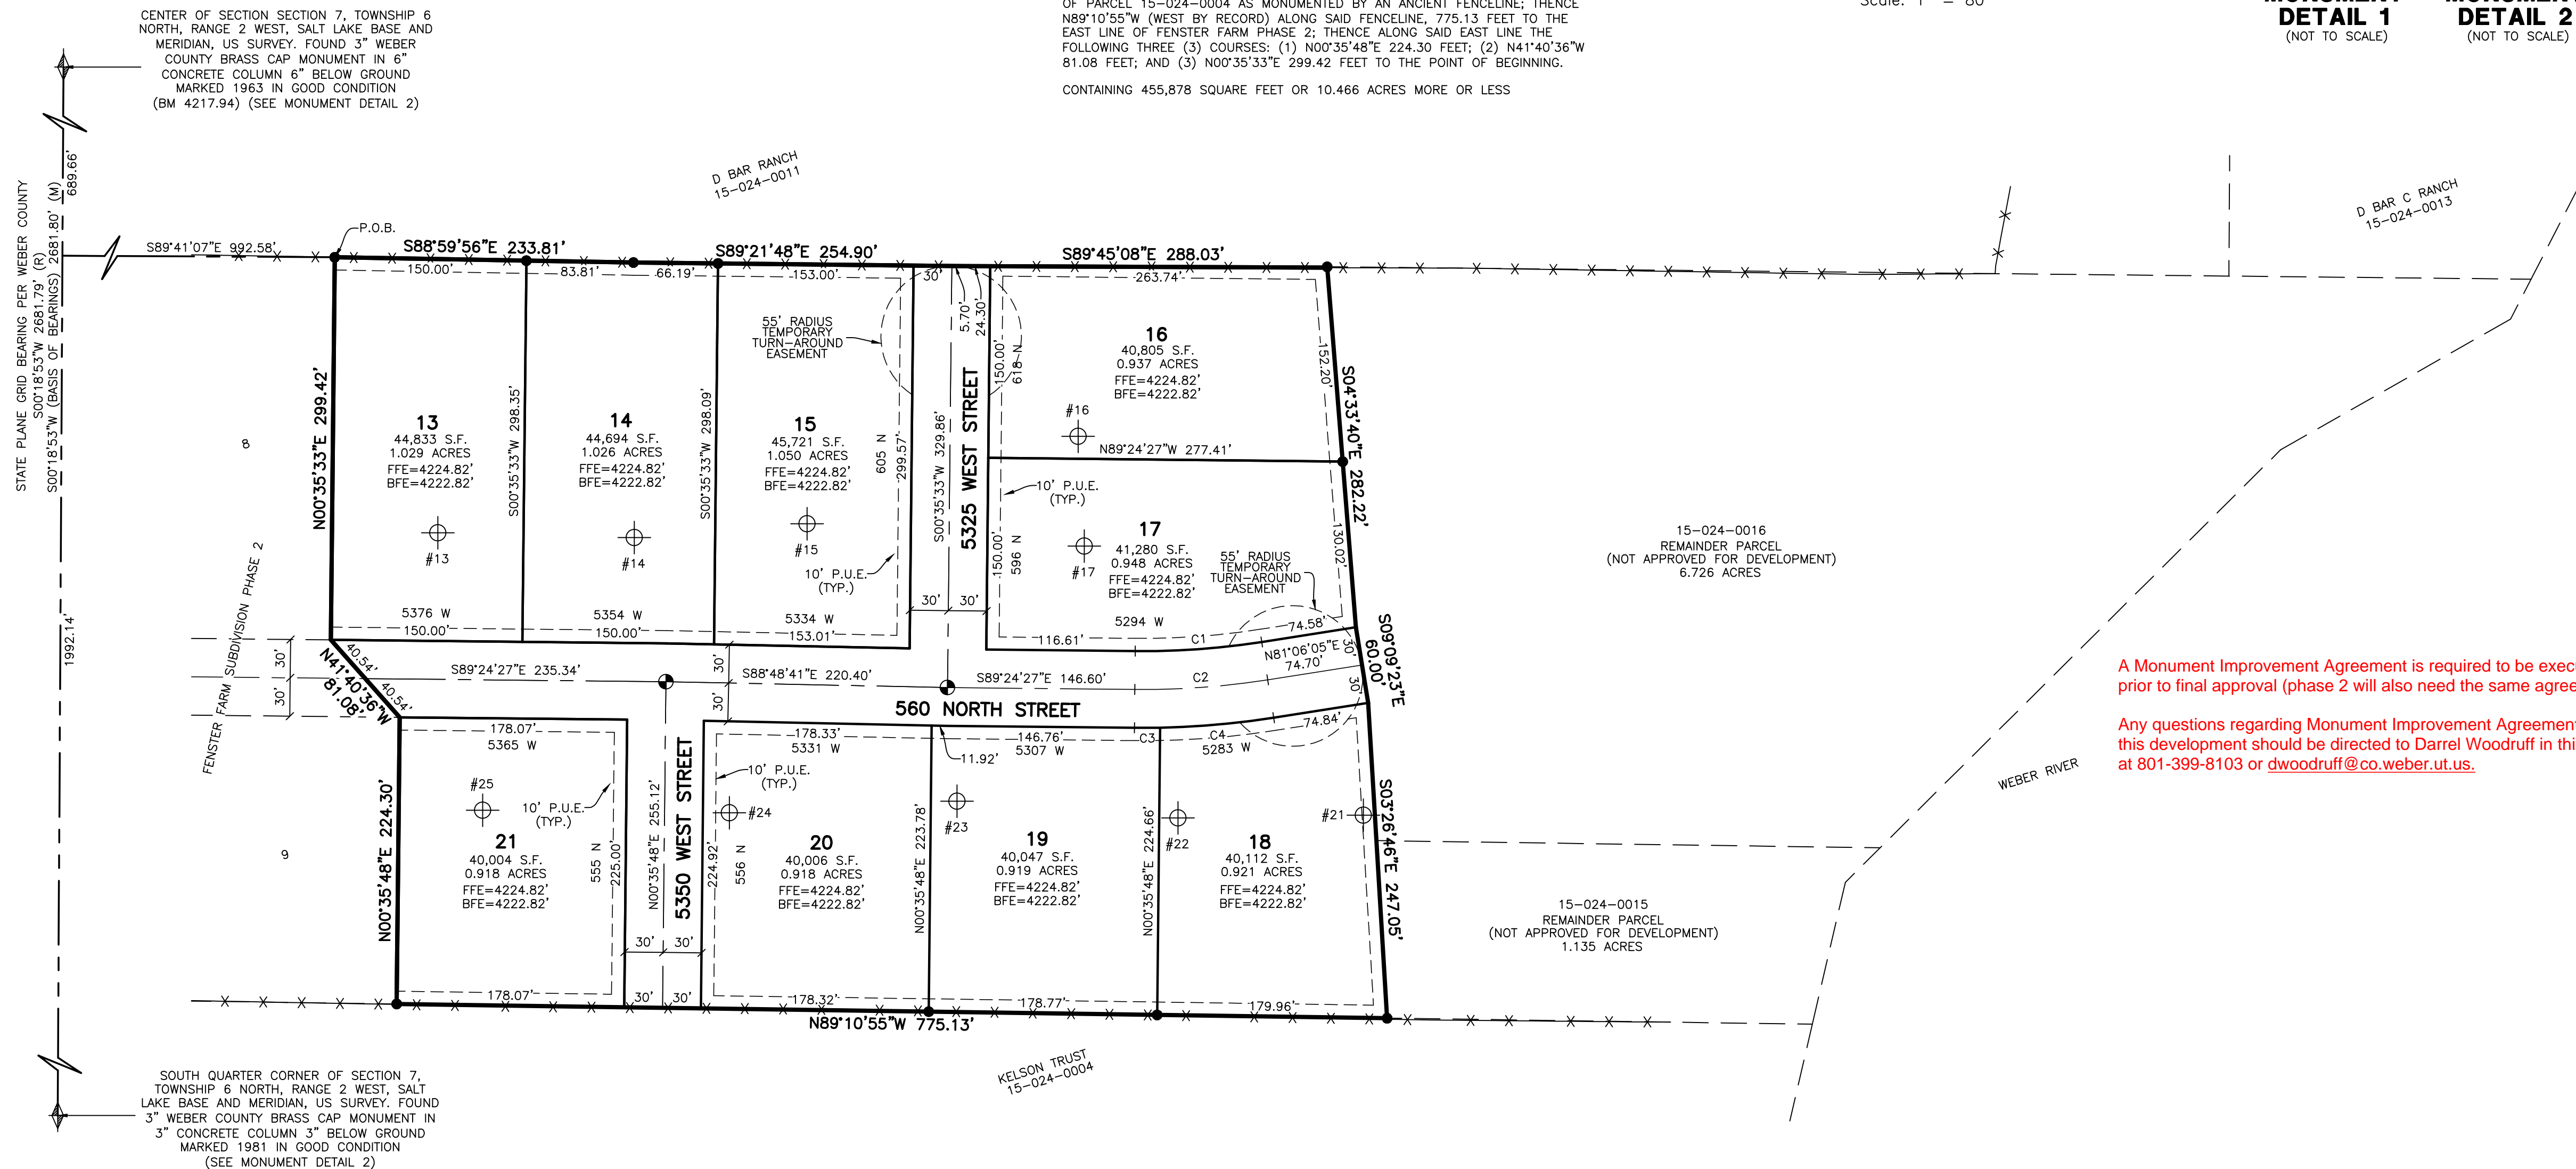 CENTER OF SECTION SECTION 7, TOWNSHIP 6
NORTH, RANGE 2 WEST, SALT LAKE BASE AND
MERIDIAN, US SURVEY. FOUND 3" WEBER
COUNTY BRASS CAP MONUMENT IN 6"
CONCRETE COLUMN 6" BELOW GROUND
MARKED 1963 IN GOOD CONDITION
(BM 4217.94) (SEE MONUMENT DETAIL 2)
OF PARCEL 15-024-0004 AS MONUMENTED BY AN ANCIENT FENCELINE; THENCE
N89°10'55"W (WEST BY RECORD) ALONG SAID FENCELINE, 775.13 FEET TO THE
EAST LINE OF FENSTER FARM PHASE 2; THENCE ALONG SAID EAST LINE THE
FOLLOWING THREE (3) COURSES: (1) N00°35'48"E 224.30 FEET; (2) N41°40'36"W
81.08 FEET; AND (3) N00°35'33"E 299.42 FEET TO THE POINT OF BEGINNING.
CONTAINING 455,878 SQUARE FEET OR 10.466 ACRES MORE OR LESS
DETAIL 1
(NOT TO SCALE)
DETAIL 2
(NOT TO SCALE)
STATE PLANE GRID BEARING PER WEBER COUNTY
S00°18'53"W 2681.79' (R)
S00°18'53"W (BASIS OF BEARINGS) 2681.80' (M)
689.66'
1992.14'
D BAR RANCH
15-024-0011
D BAR C RANCH
15-024-0013
S89°41'07"E 992.58'
P.O.B.
S88°59'56"E 233.81'
S89°21'48"E 254.90'
S89°45'08"E 288.03'
150.00'
83.81'
66.19'
153.00'
30'
5.70'
24.30'
263.74'
N00°35'33"E 299.42'
13
44,833 S.F.
1.029 ACRES
FFE=4224.82'
BFE=4222.82'
#13
5376 W
150.00'
S00°35'33"W 298.35'
14
44,694 S.F.
1.026 ACRES
FFE=4224.82'
BFE=4222.82'
#14
5354 W
150.00'
S00°35'33"W 298.09'
55' RADIUS
TEMPORARY
TURN-AROUND
EASEMENT
15
45,721 S.F.
1.050 ACRES
FFE=4224.82'
BFE=4222.82'
#15
10' P.U.E.
(TYP.)
5334 W
153.01'
605 N
299.57'
S00°35'33"W 329.86'
5325 WEST STREET
30'
30'
150.00'
618 N
16
40,805 S.F.
0.937 ACRES
FFE=4224.82'
BFE=4222.82'
#16
152.20'
S04°33'40"E 282.22'
N89°24'27"W 277.41'
10' P.U.E.
(TYP.)
150.00'
596 N
17
41,280 S.F.
0.948 ACRES
FFE=4224.82'
BFE=4222.82'
#17
55' RADIUS
TEMPORARY
TURN-AROUND
EASEMENT
130.02'
5294 W
116.61'
C1
74.58'
30'
N81°06'05"E
74.70'
C2
30'
S09°09'23"E
60.00'
8
FENSTER FARM SUBDIVISION PHASE 2
9
30'
30'
40.54'
40.54'
N41°40'36"W
81.08'
S89°24'27"E 235.34'
30'
30'
S88°48'41"E 220.40'
S89°24'27"E 146.60'
560 NORTH STREET
178.07'
5365 W
#25
10' P.U.E.
(TYP.)
21
40,004 S.F.
0.918 ACRES
FFE=4224.82'
BFE=4222.82'
N00°35'48"E 224.30'
178.07'
555 N
225.00'
N00°35'48"E 255.12'
5350 WEST STREET
30'
30'
30'
30'
178.33'
5331 W
10' P.U.E.
(TYP.)
#24
224.92'
556 N
20
40,006 S.F.
0.918 ACRES
FFE=4224.82'
BFE=4222.82'
178.32'
N00°35'48"E 223.78'
11.92'
146.76'
5307 W
C3
#23
19
40,047 S.F.
0.919 ACRES
FFE=4224.82'
BFE=4222.82'
178.77'
N00°35'48"E 224.66'
C4
5283 W
74.84'
#22
#21
18
40,112 S.F.
0.921 ACRES
FFE=4224.82'
BFE=4222.82'
179.96'
S03°26'46"E 247.05'
N89°10'55"W 775.13'
KELSON TRUST
15-024-0004
15-024-0016
REMAINDER PARCEL
(NOT APPROVED FOR DEVELOPMENT)
6.726 ACRES
15-024-0015
REMAINDER PARCEL
(NOT APPROVED FOR DEVELOPMENT)
1.135 ACRES
WEBER RIVER
A Monument Improvement Agreement is required to be exec
prior to final approval (phase 2 will also need the same agree
Any questions regarding Monument Improvement Agreemen
this development should be directed to Darrel Woodruff in thi
at 801-399-8103 or dwoodruff@co.weber.ut.us.
SOUTH QUARTER CORNER OF SECTION 7,
TOWNSHIP 6 NORTH, RANGE 2 WEST, SALT
LAKE BASE AND MERIDIAN, US SURVEY. FOUND
3" WEBER COUNTY BRASS CAP MONUMENT IN
3" CONCRETE COLUMN 3" BELOW GROUND
MARKED 1981 IN GOOD CONDITION
(SEE MONUMENT DETAIL 2)